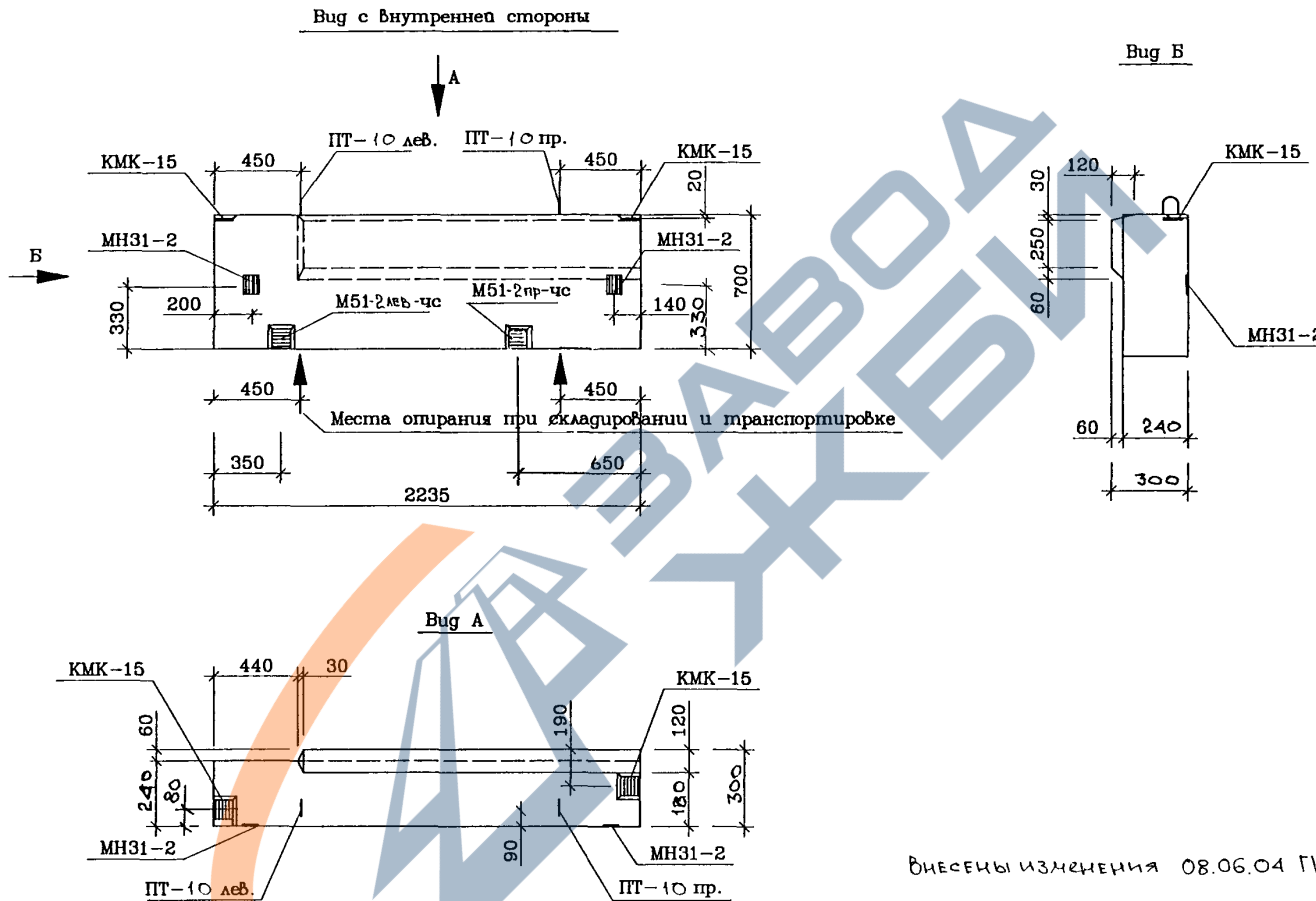 Вид с внутренней стороны
Вид Б
А
ПТ-10 лев.
ПТ-10 пр.
КМК-15
450
450
КМК-15
20
120
30
КМК-15
Б
МН31-2
МН31-2
700
250
60
330
200
М51-2лев-чс
М51-2пр-чс
140
330
МН31-2
450
450
Места опирания при складировании и транспортировке
60
240
350
650
300
2235
ЗАВОД
ЖБИ
Вид А
КМК-15
440
30
КМК-15
60
190
120
240
80
180
300
МН31-2
90
МН31-2
ПТ-10 лев.
ПТ-10 пр.
Внесены изменения 08.06.04